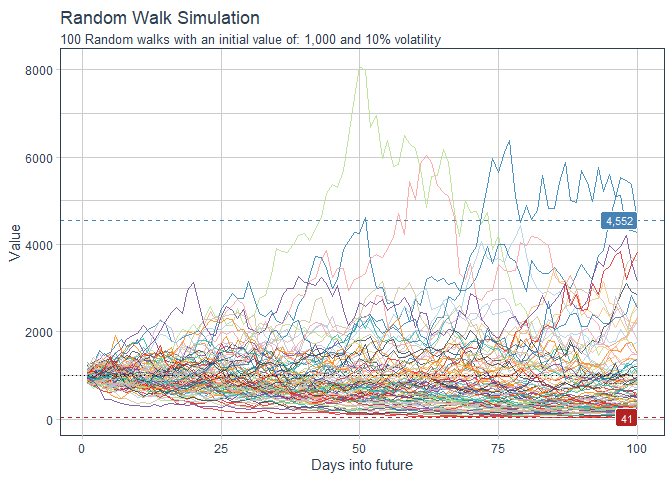 Random Walk Simulation
100 Random walks with an initial value of: 1,000 and 10% volatility
8000
6000
4,552
4000
Value
2000
0
41
0 25 50 75 100
Days into future